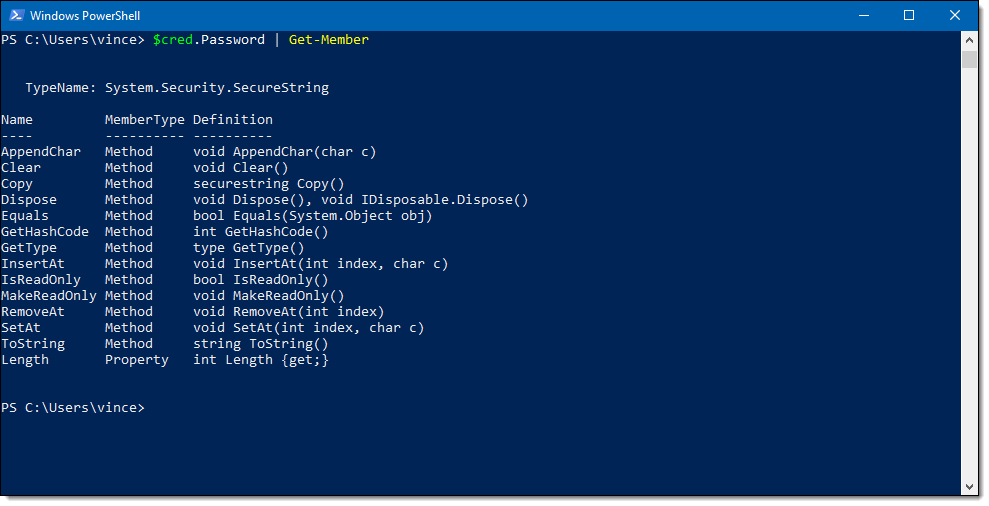 Windows PowerShell
PS C:\Users\vince> $cred.Password | Get-Member
   TypeName: System.Security.SecureString
Name         MemberType Definition
----         ---------- ----------
AppendChar   Method     void AppendChar(char c)
Clear        Method     void Clear()
Copy         Method     securestring Copy()
Dispose      Method     void Dispose(), void IDisposable.Dispose()
Equals       Method     bool Equals(System.Object obj)
GetHashCode  Method     int GetHashCode()
GetType      Method     type GetType()
InsertAt     Method     void InsertAt(int index, char c)
IsReadOnly   Method     bool IsReadOnly()
MakeReadOnly Method     void MakeReadOnly()
RemoveAt     Method     void RemoveAt(int index)
SetAt        Method     void SetAt(int index, char c)
ToString     Method     string ToString()
Length       Property   int Length {get;}
PS C:\Users\vince>